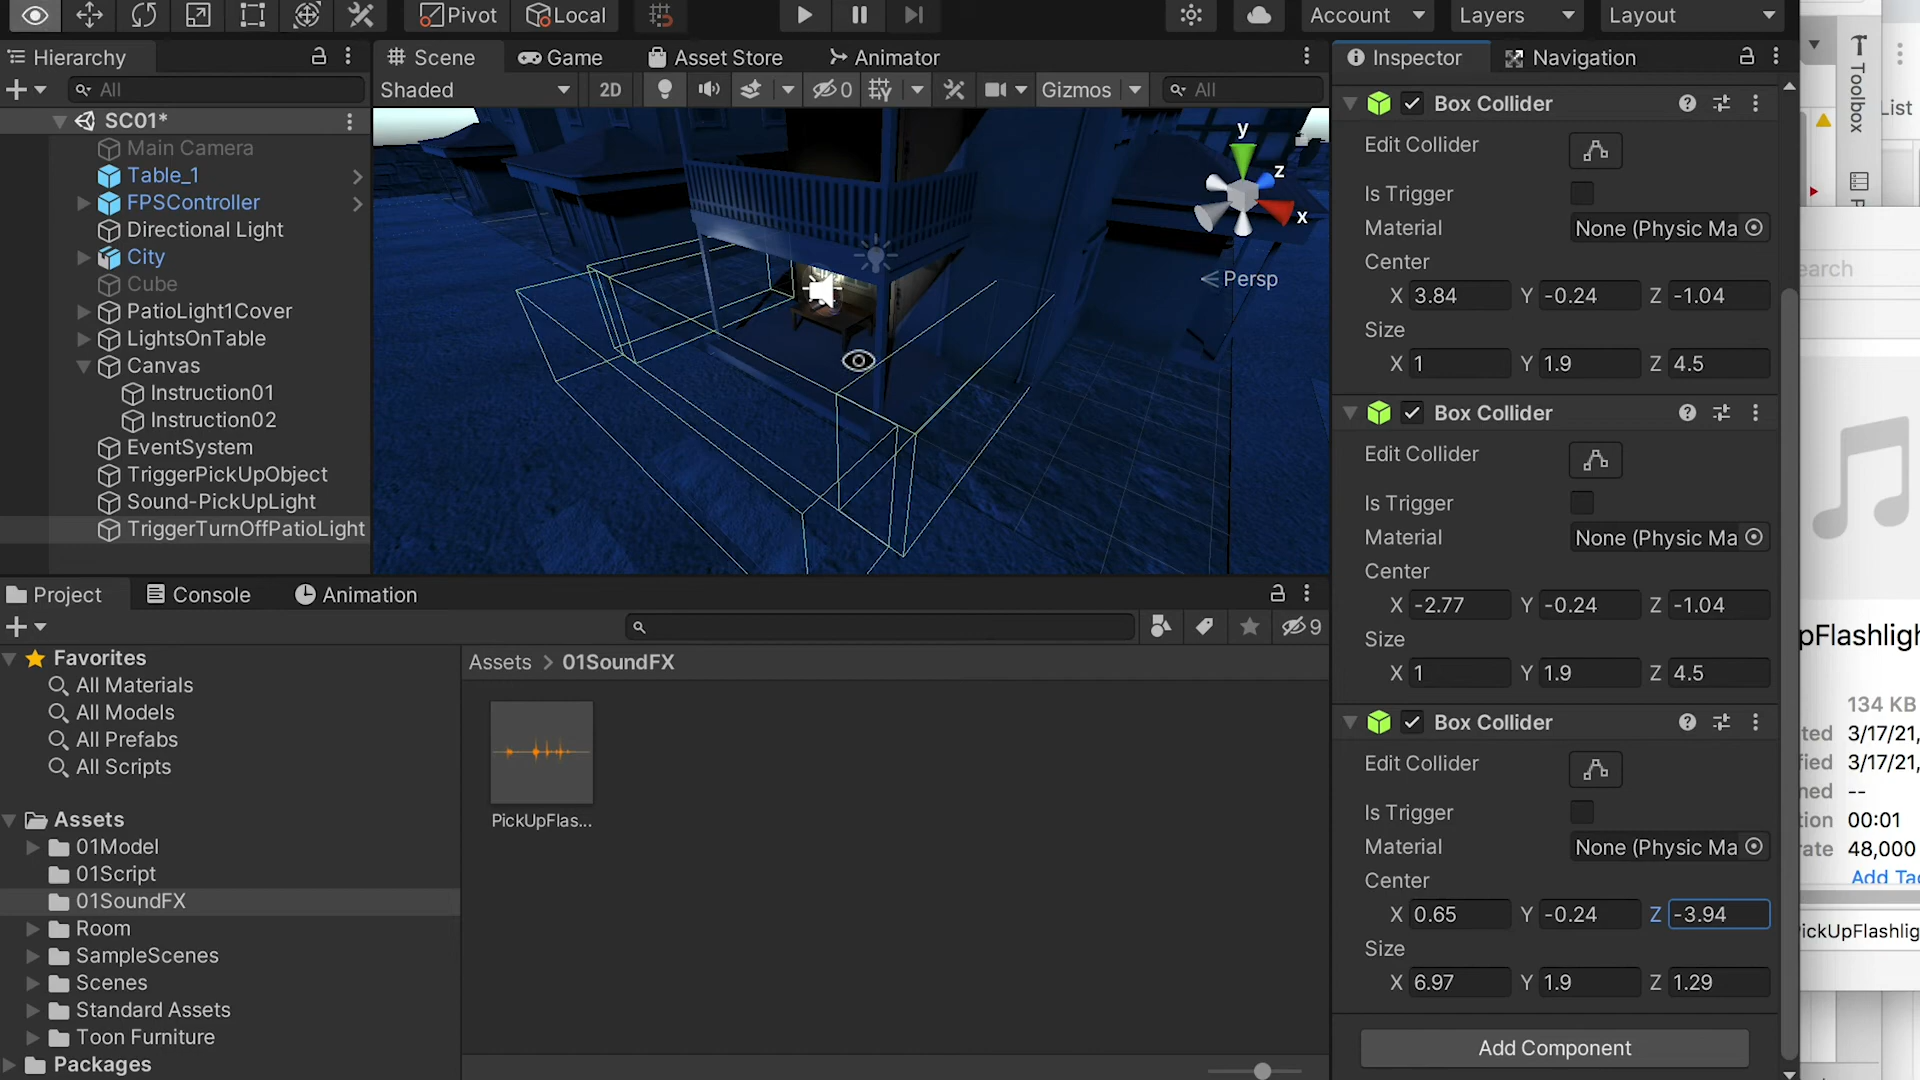 Pivot Local Account Layers Layout
Hierarchy Scene Game Asset Store Animator Inspector Navigation
All Shaded 2D 0 Gizmos All
SC01*
Main Camera
Table_1
FPSController
Directional Light
City
Cube
PatioLight1Cover
LightsOnTable
Canvas
Instruction01
Instruction02
EventSystem
TriggerPickUpObject
Sound-PickUpLight
TriggerTurnOffPatioLight
y
z
x
Persp
Box Collider
Edit Collider
Is Trigger
Material None (Physic Ma
Center
X 3.84 Y -0.24 Z -1.04
Size
X 1 Y 1.9 Z 4.5
Box Collider
Edit Collider
Is Trigger
Material None (Physic Ma
Center
X -2.77 Y -0.24 Z -1.04
Size
X 1 Y 1.9 Z 4.5
Box Collider
Edit Collider
Is Trigger
Material None (Physic Ma
Center
X 0.65 Y -0.24 Z -3.94
Size
X 6.97 Y 1.9 Z 1.29
Add Component
Project Console Animation
9
Favorites
All Materials
All Models
All Prefabs
All Scripts
Assets
01Model
01Script
01SoundFX
Room
SampleScenes
Scenes
Standard Assets
Toon Furniture
Packages
Assets > 01SoundFX
PickUpFlas...
Toolbox
List
earch
pFlashligh
134 KB
ted 3/17/21,
fied 3/17/21,
ned --
tion 00:01
rate 48,000
Add Tag
ickUpFlashlig